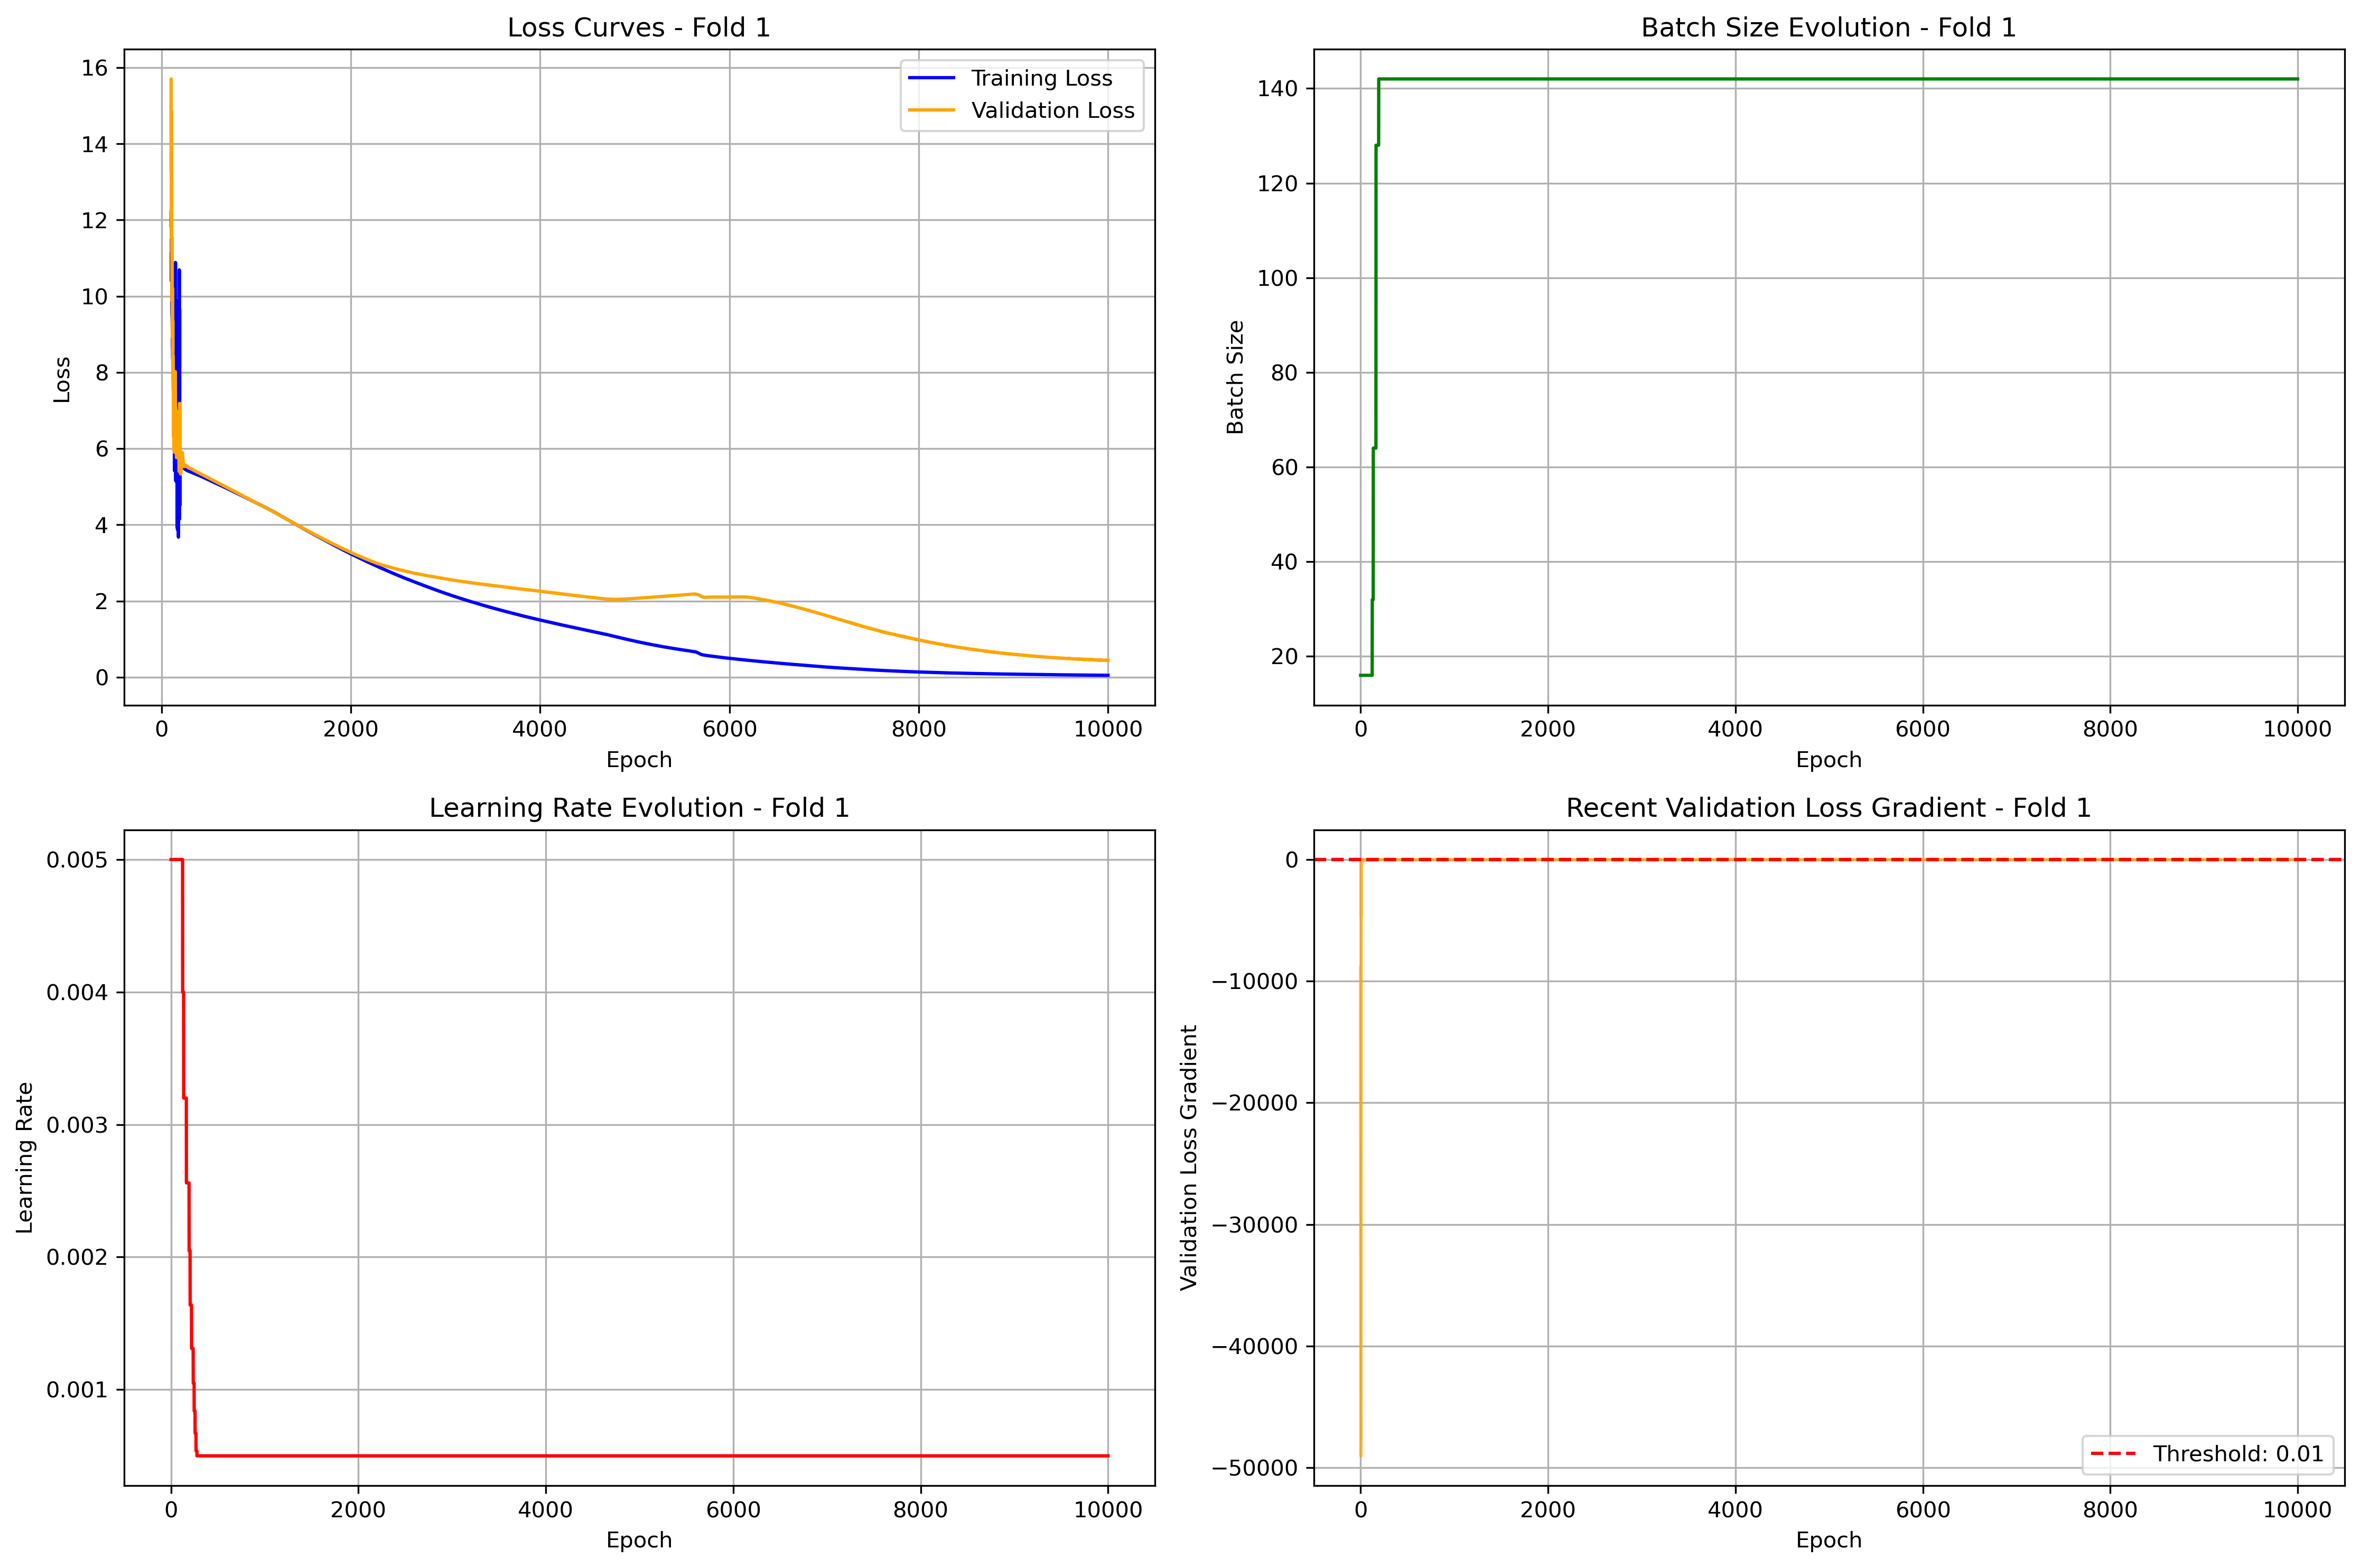 Loss Curves - Fold 1
16
14
12
10
8
6
4
2
0
Loss
Training Loss
Validation Loss
0 2000 4000 6000 8000 10000
Epoch
Batch Size Evolution - Fold 1
140
120
100
80
60
40
20
Batch Size
0 2000 4000 6000 8000 10000
Epoch
Learning Rate Evolution - Fold 1
0.005
0.004
0.003
0.002
0.001
Learning Rate
0 2000 4000 6000 8000 10000
Epoch
Recent Validation Loss Gradient - Fold 1
0
−10000
−20000
−30000
−40000
−50000
Validation Loss Gradient
Threshold: 0.01
0 2000 4000 6000 8000 10000
Epoch